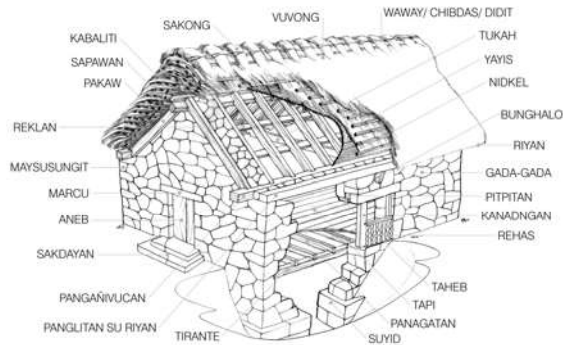 WAWAY/ CHIBDAS/ DIDIT
VUVONG
SAKONG
TUKAH
KABALITI
YAYIS
SAPAWAN
NIDKEL
PAKAW
BUNGHALO
REKLAN
RIYAN
MAYSUSUNGIT
GADA-GADA
MARCU
PITPITAN
ANEB
KANADNGAN
REHAS
SAKDAYAN
TAHEB
PANGAÑIVUCAN
TAPI
PANGLITAN SU RIYAN
PANAGATAN
TIRANTE
SUYID